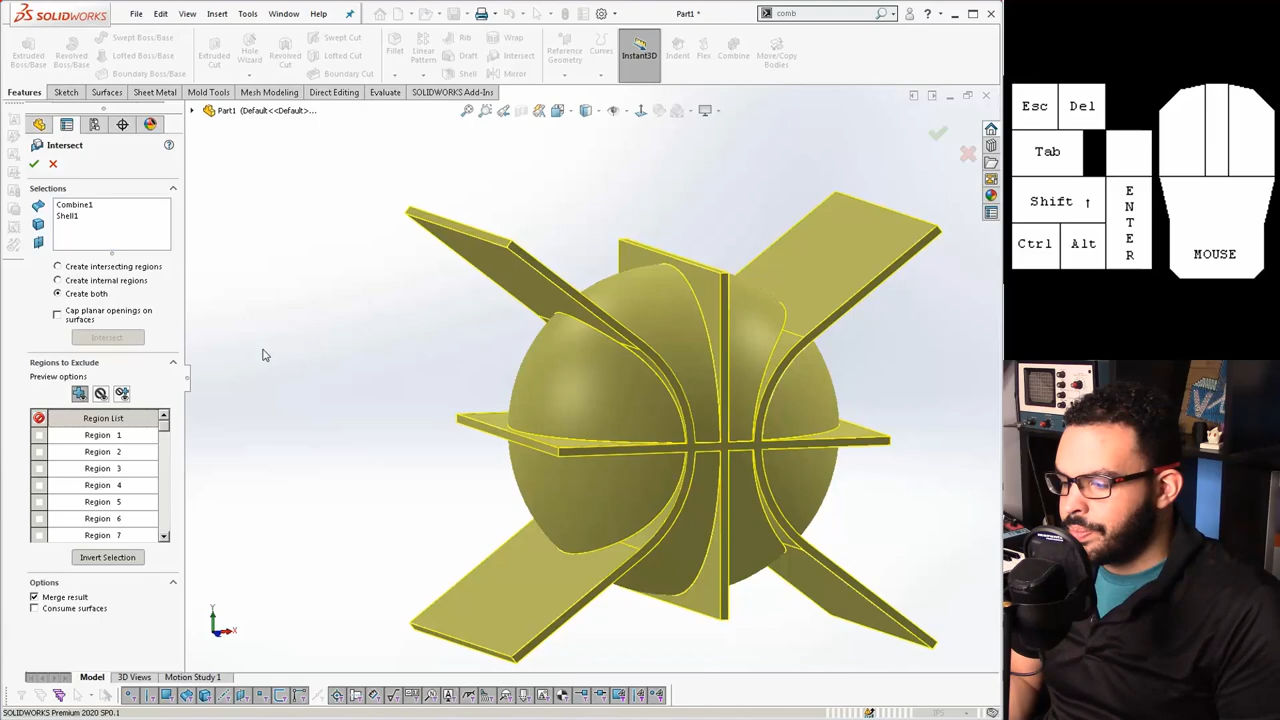 SOLIDWORKS File Edit View Insert Tools Window Help Part1 * comb
Extruded Boss/Base
Revolved Boss/Base
Swept Boss/Base
Lofted Boss/Base
Boundary Boss/Base
Extruded Cut
Hole Wizard
Revolved Cut
Swept Cut
Lofted Cut
Boundary Cut
Fillet
Linear Pattern
Rib
Draft
Shell
Wrap
Intersect
Mirror
Reference Geometry
Curves
Instant3D
Indent
Flex
Combine
Move/Copy Bodies
Features Sketch Surfaces Sheet Metal Mold Tools Mesh Modeling Direct Editing Evaluate SOLIDWORKS Add-Ins
Part1 (Default<<Default>...
Intersect
Selections
Combine1
Shell1
Create intersecting regions
Create internal regions
Create both
Cap planar openings on
surfaces
Intersect
Regions to Exclude
Preview options
Region List
Region 1
Region 2
Region 3
Region 4
Region 5
Region 6
Region 7
Invert Selection
Options
Merge result
Consume surfaces
Y
X
Model 3D Views Motion Study 1
SOLIDWORKS Premium 2020 SP0.1
IPS
Esc Del
Tab
Shift ↑
Ctrl Alt
ENTER
MOUSE